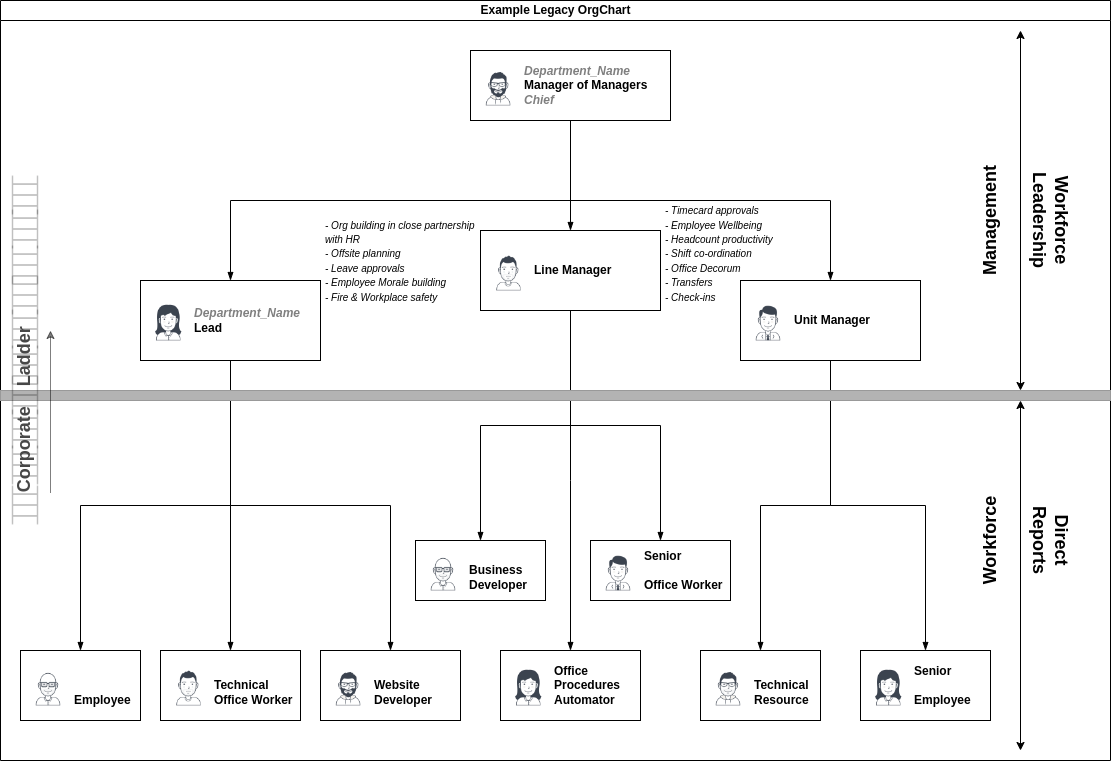 Example Legacy OrgChart
Department_Name
Manager of Managers
Chief
Management
Workforce
Leadership
- Org building in close partnership
with HR
- Offsite planning
- Leave approvals
- Employee Morale building
- Fire & Workplace safety
Line Manager
- Timecard approvals
- Employee Wellbeing
- Headcount productivity
- Shift co-ordination
- Office Decorum
- Transfers
- Check-ins
Department_Name
Lead
Unit Manager
Corporate Ladder
Workforce
Direct
Reports
Business
Developer
Senior
Office Worker
Employee
Technical
Office Worker
Website
Developer
Office
Procedures
Automator
Technical
Resource
Senior
Employee